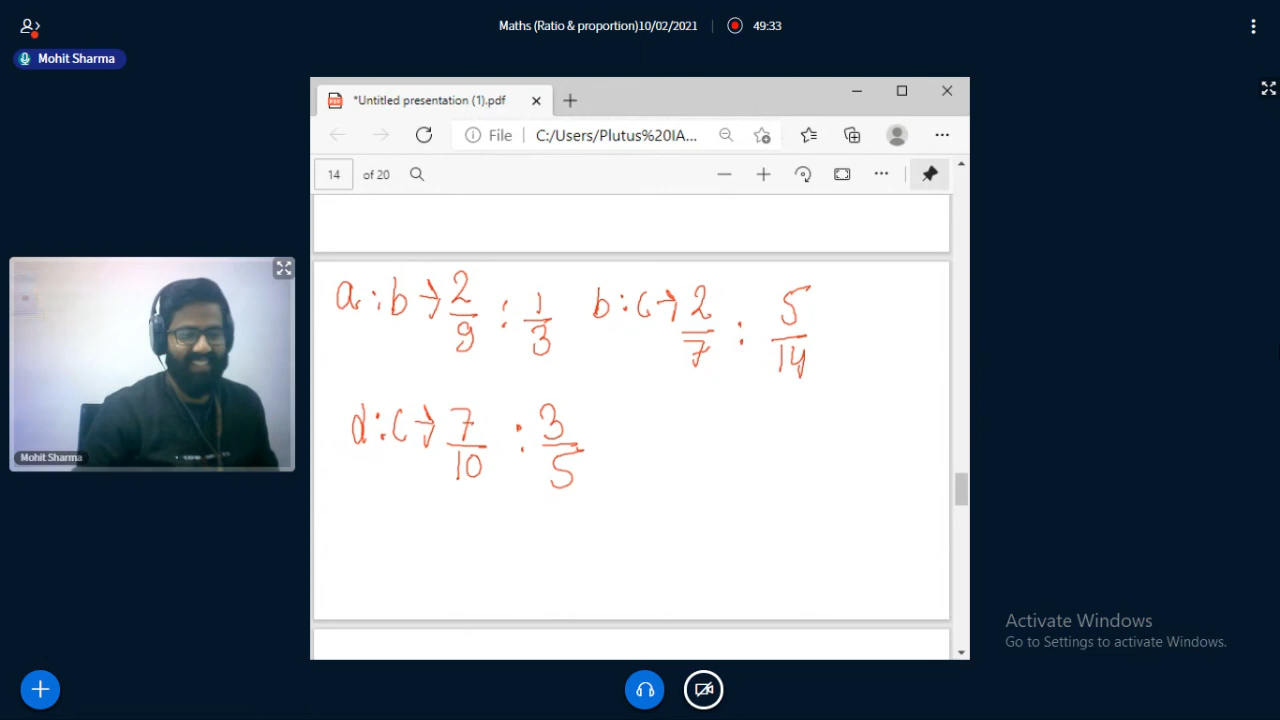 Maths (Ratio & proportion)10/02/2021 | 49:33
Mohit Sharma
*Untitled presentation (1).pdf
File | C:/Users/Plutus%20IA...
14 of 20
a:b → 2/9 : 1/3 b:c → 2/7 : 5/14
d:c → 7/10 : 3/5
Mohit Sharma
Activate Windows
Go to Settings to activate Windows.